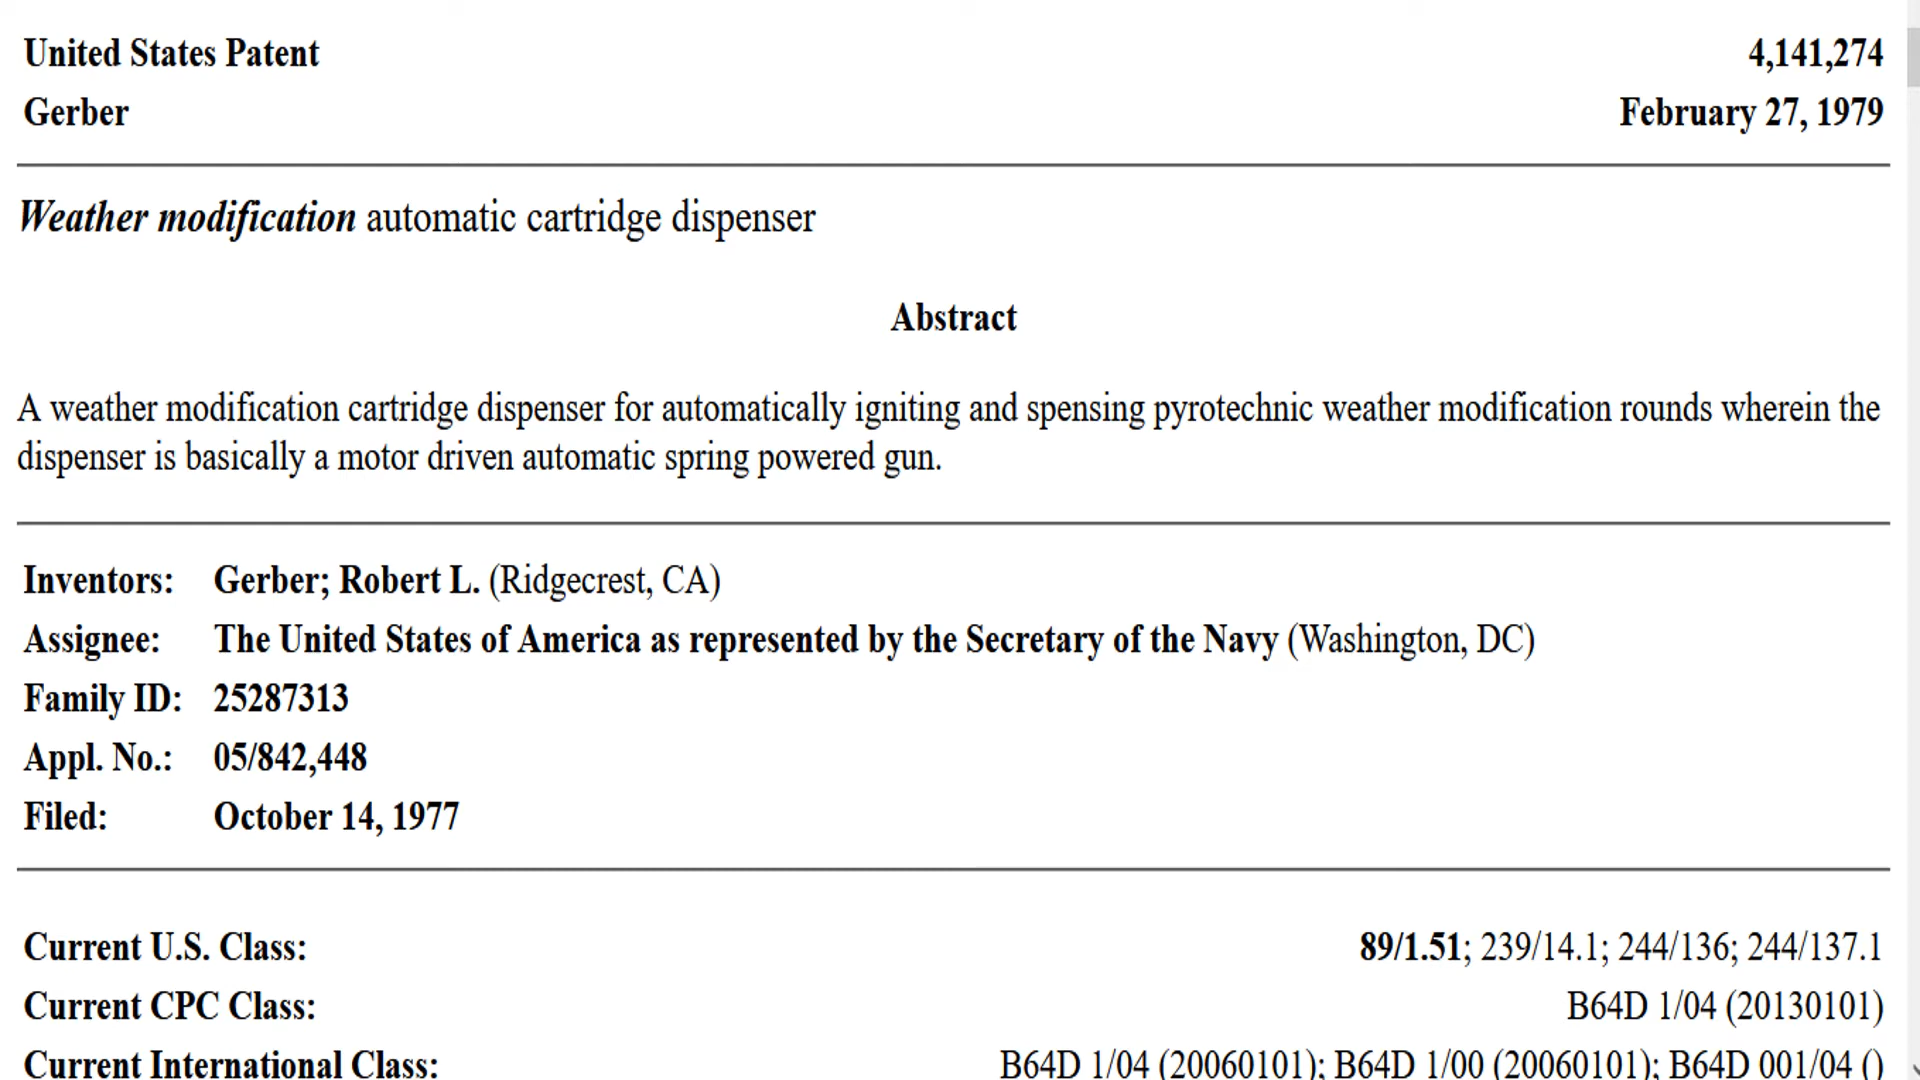 United States Patent 4,141,274
Gerber February 27, 1979
Weather modification automatic cartridge dispenser
Abstract
A weather modification cartridge dispenser for automatically igniting and spensing pyrotechnic weather modification rounds wherein the
dispenser is basically a motor driven automatic spring powered gun.
Inventors: Gerber; Robert L. (Ridgecrest, CA)
Assignee: The United States of America as represented by the Secretary of the Navy (Washington, DC)
Family ID: 25287313
Appl. No.: 05/842,448
Filed: October 14, 1977
Current U.S. Class: 89/1.51; 239/14.1; 244/136; 244/137.1
Current CPC Class: B64D 1/04 (20130101)
Current International Class: B64D 1/04 (20060101); B64D 1/00 (20060101); B64D 001/04 ()